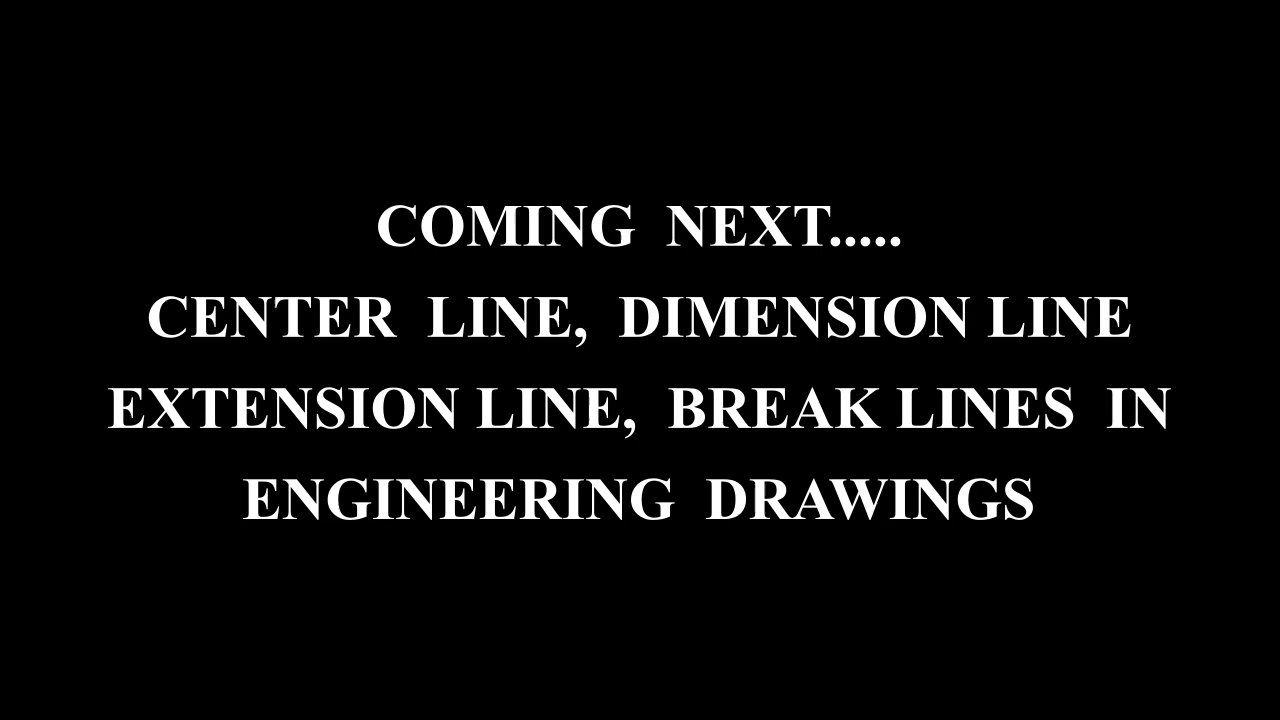 COMING NEXT.....
CENTER LINE, DIMENSION LINE
EXTENSION LINE, BREAK LINES IN
ENGINEERING DRAWINGS